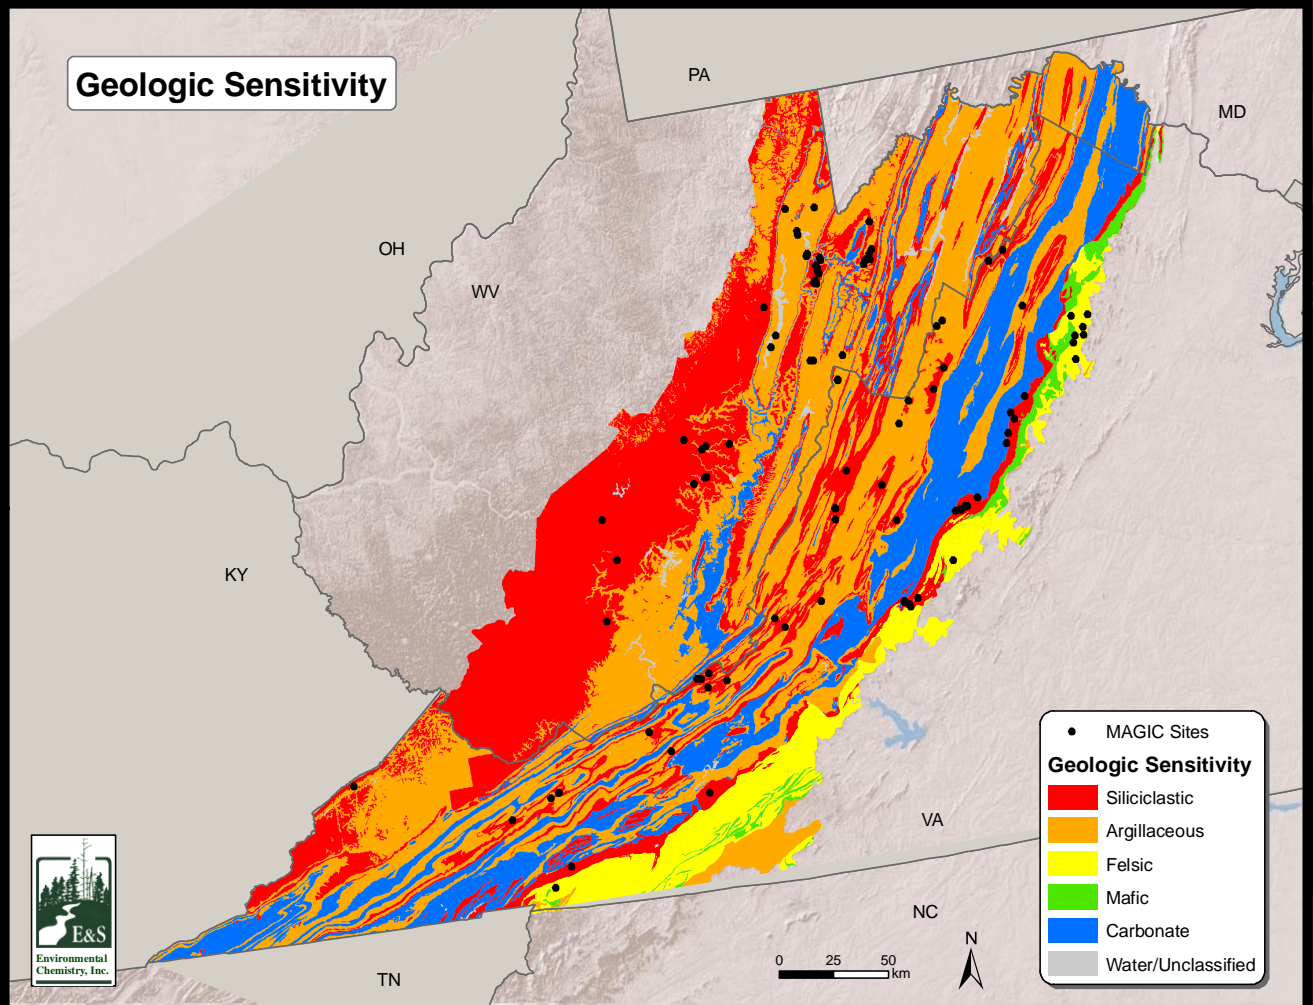 Geologic Sensitivity
PA
MD
OH
WV
KY
VA
NC
TN
MAGIC Sites
Geologic Sensitivity
Siliciclastic
Argillaceous
Felsic
Mafic
Carbonate
Water/Unclassified
N
0 25 50
km
E&S
Environmental
Chemistry, Inc.